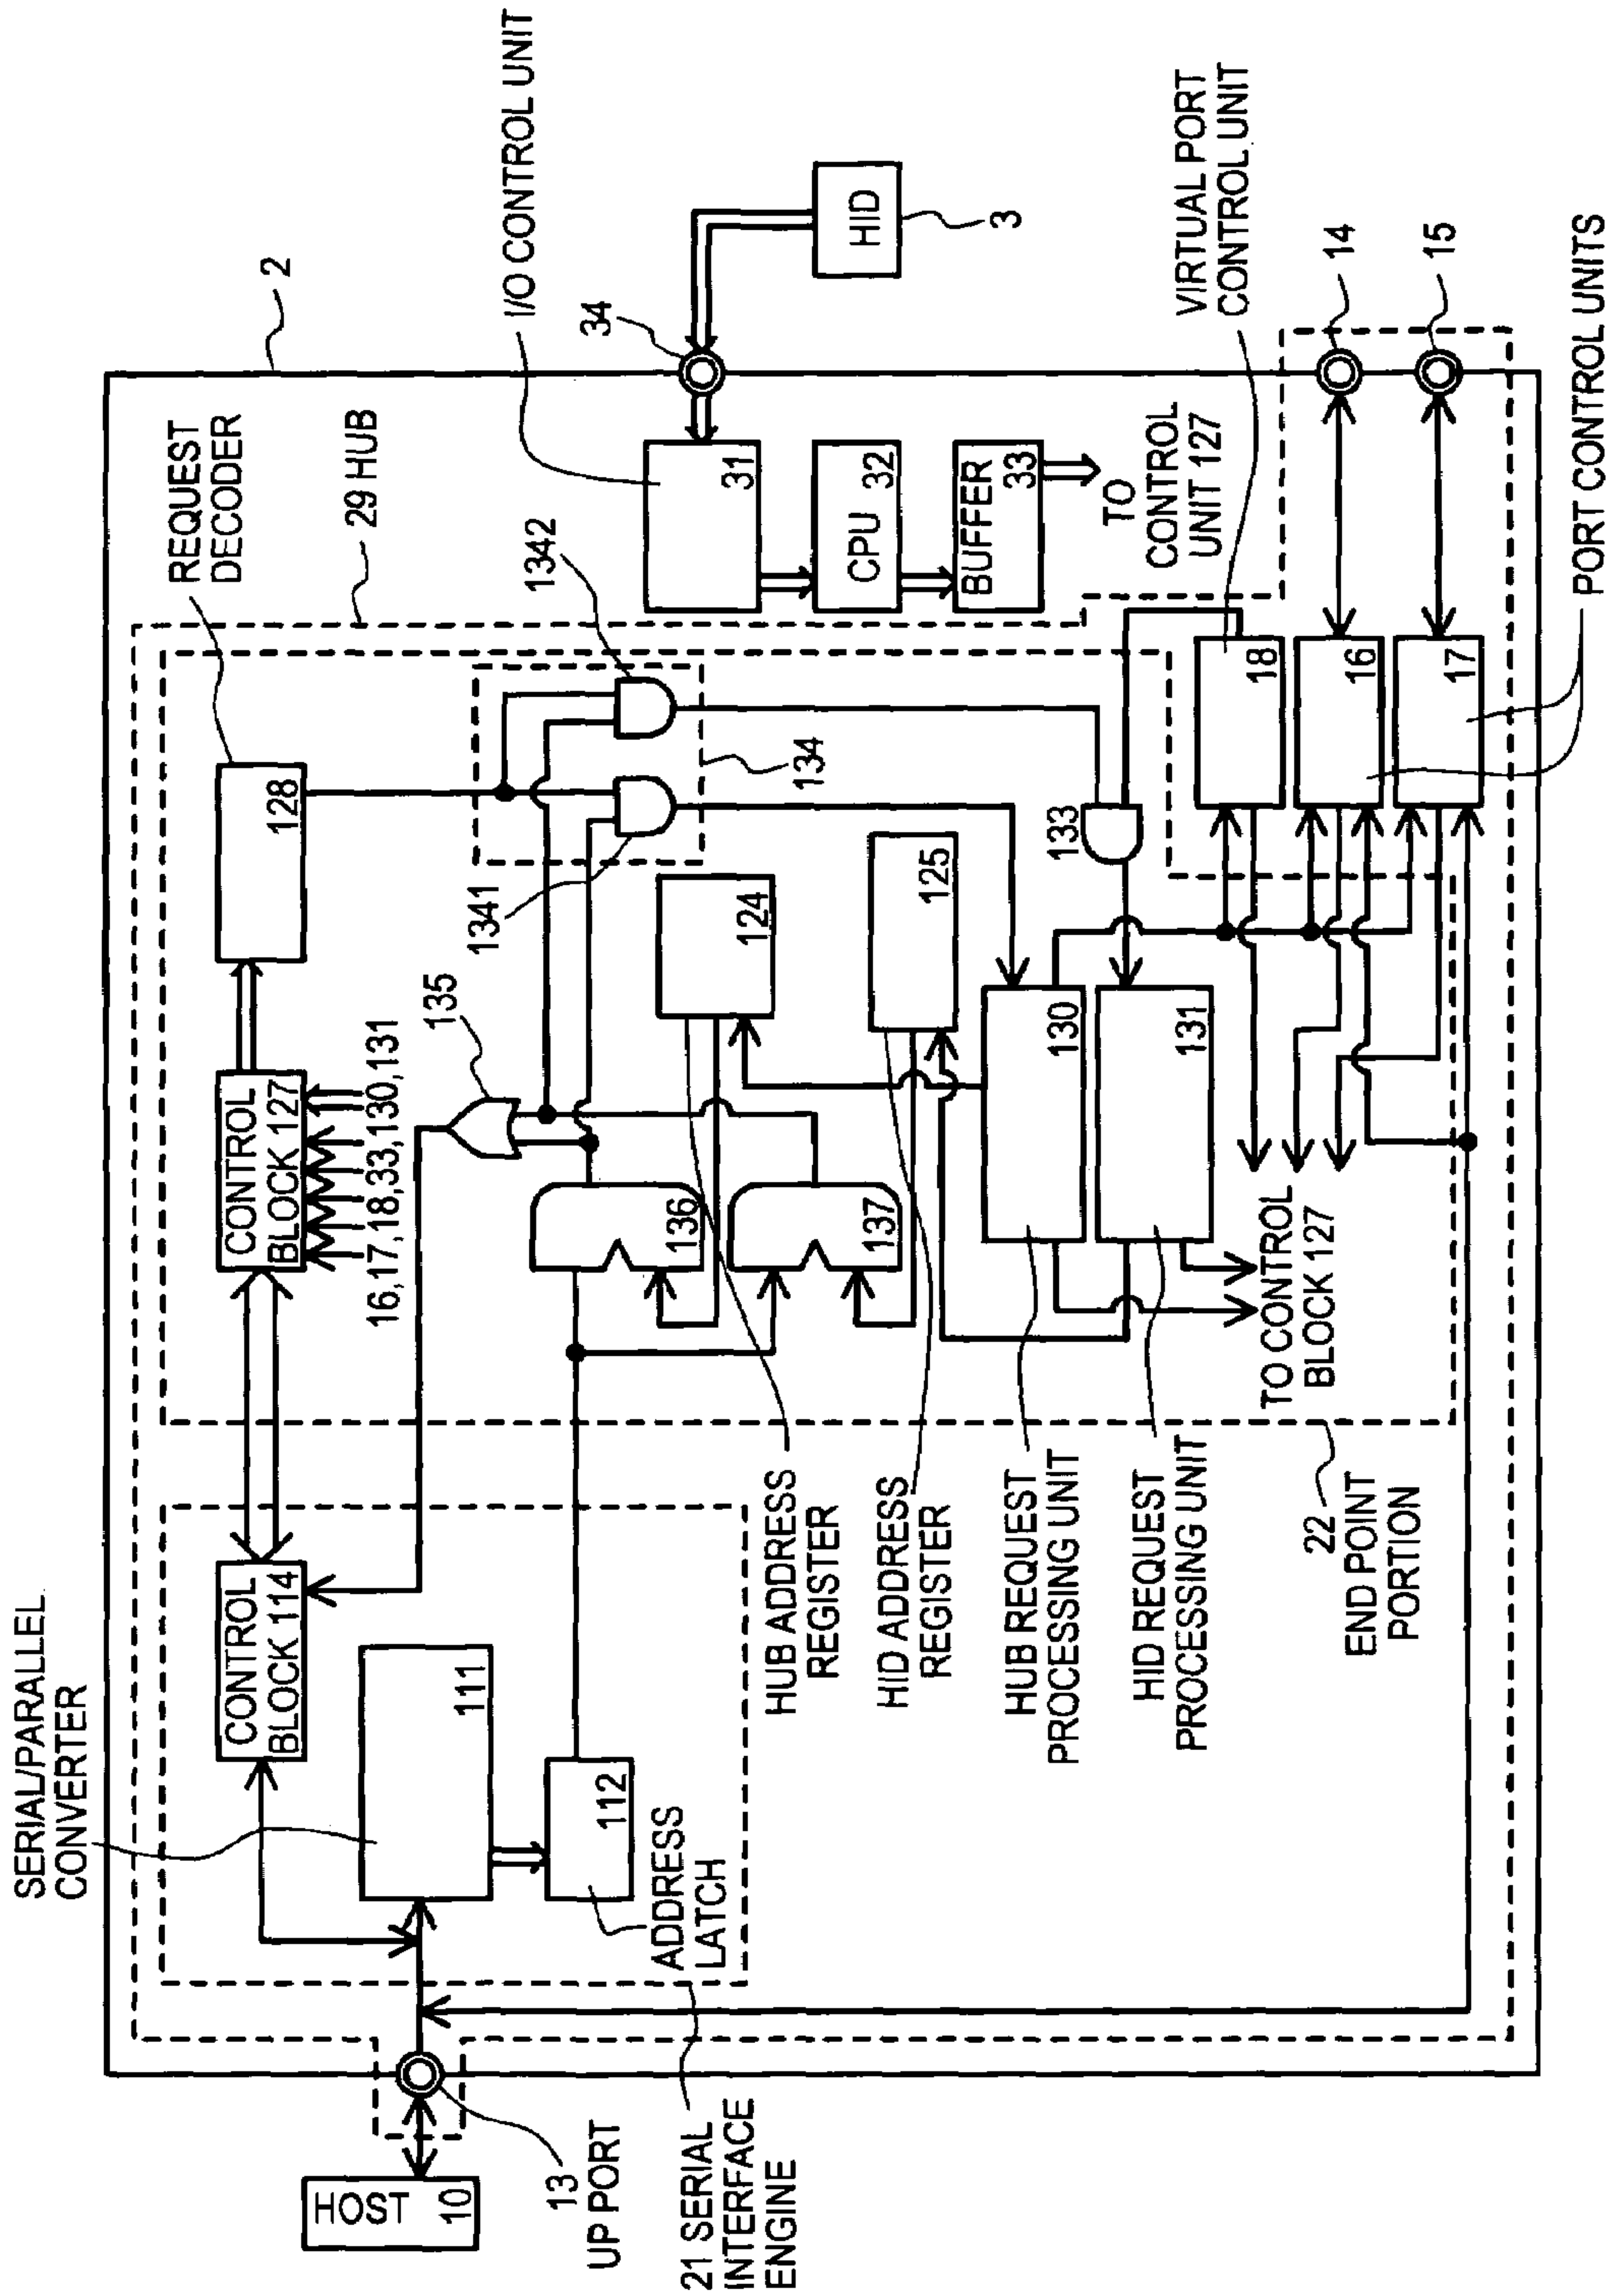 SERIAL/PARALLEL
CONVERTER
REQUEST
DECODER
29 HUB
2
I/O CONTROL UNIT
CONTROL
BLOCK 114
CONTROL
BLOCK 127
128
16,17,18,33,130,131
135
1342
34
HOST
10
13
UP PORT
111
112
ADDRESS
LATCH
21 SERIAL
INTERFACE
ENGINE
136
137
1341
134
124
125
31
CPU 32
BUFFER
33
TO
CONTROL
UNIT 127
HID
3
HUB ADDRESS
REGISTER
HID ADDRESS
REGISTER
HUB REQUEST
PROCESSING UNIT
HID REQUEST
PROCESSING UNIT
130
131
133
VIRTUAL PORT
CONTROL UNIT
18
16
17
14
15
TO CONTROL
BLOCK 127
22
END POINT
PORTION
PORT CONTROL UNITS